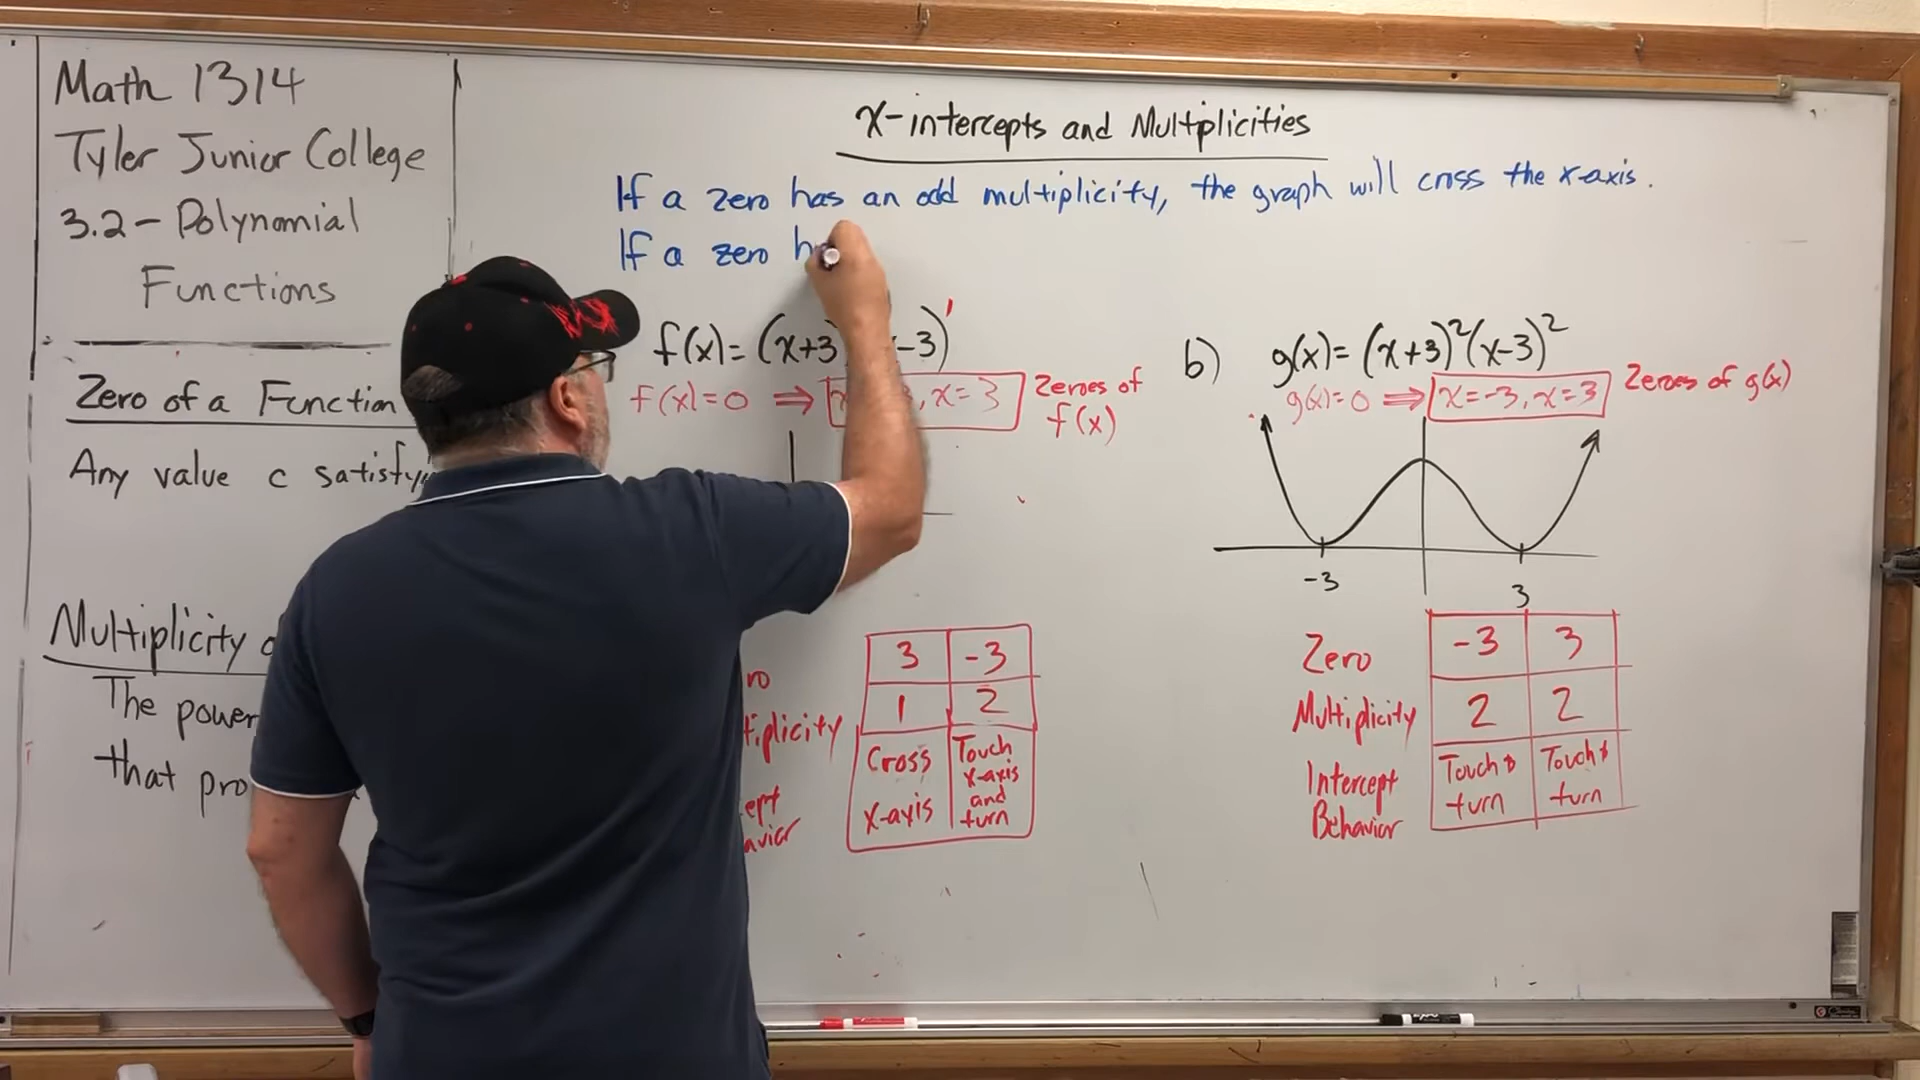 Math 1314
Tyler Junior College
3.2 - Polynomial
Functions
Zero of a Function
Any value c
Multiplicity
The power
that
x-intercepts and Multiplicities
If a zero has an odd multiplicity, the graph will cross the x-axis.
If a zero
f(x)= (x+3 -3)¹
f(x)=0 ⇒ , x=3 Zeroes of
f(x)
3 -3
1 2
Cross x-axis
Touch x-axis and turn
b) g(x)= (x+3)²(x-3)²
g(x)=0 ⇒ x=-3, x=3 Zeroes of g(x)
-3 3
Zero -3 3
Multiplicity 2 2
Intercept Behavior
Touch & turn
Touch & turn
EXPO